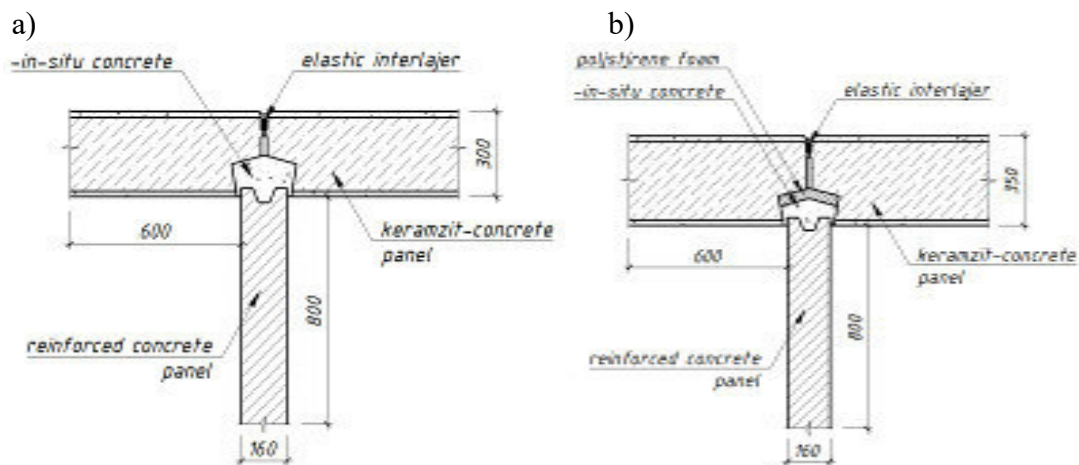 a)
-in-situ concrete
elastic interlajer
300
600
keramzit-concrete
panel
800
reinforced concrete
panel
160
b)
poljstjrene foam
-in-situ concrete
elastic interlajer
350
600
keramzit-concrete
panel
800
reinforced concrete
panel
160